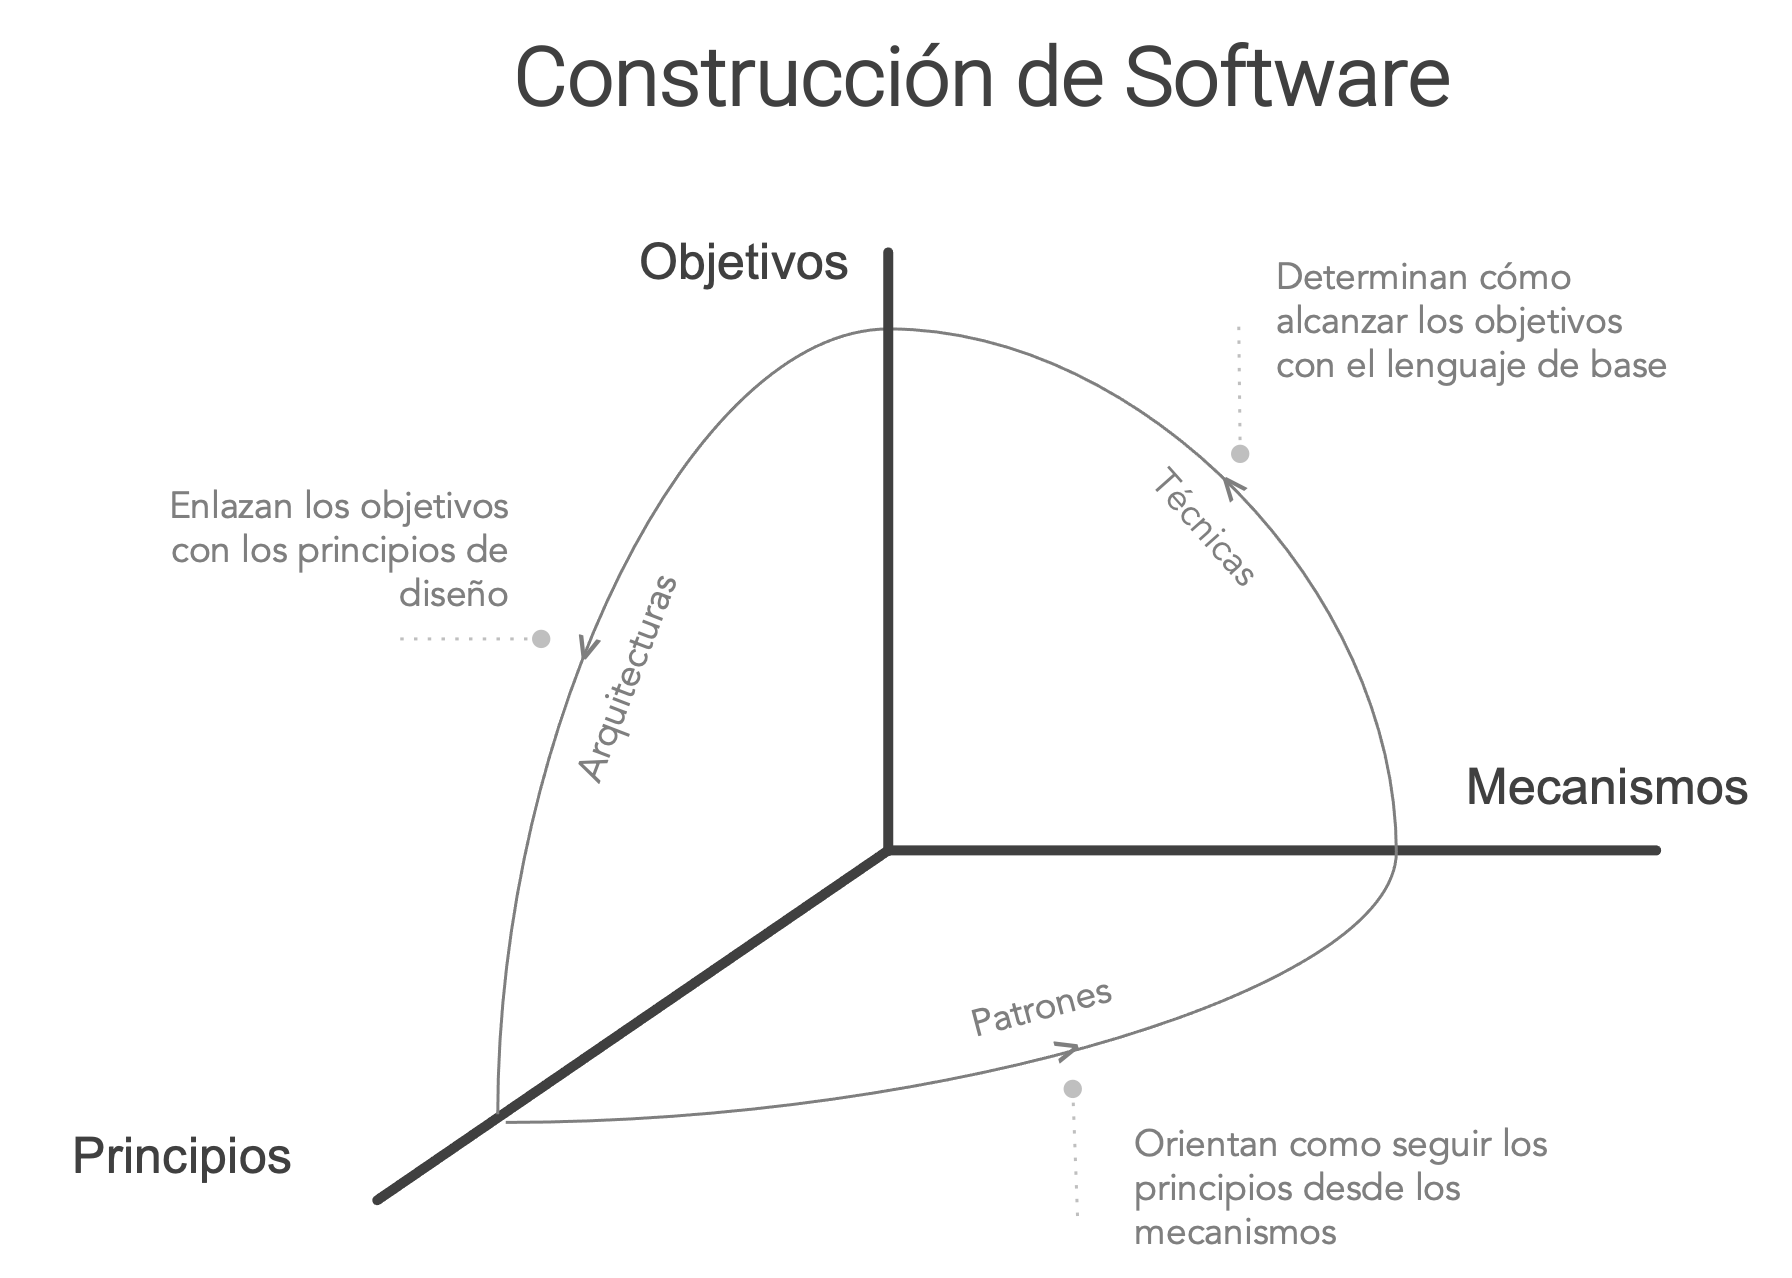 Construcción de Software
Objetivos
Determinan cómo
alcanzar los objetivos
con el lenguaje de base
Técnicas
Enlazan los objetivos
con los principios de
diseño
Arquitecturas
Mecanismos
Patrones
Principios
Orientan como seguir los
principios desde los
mecanismos